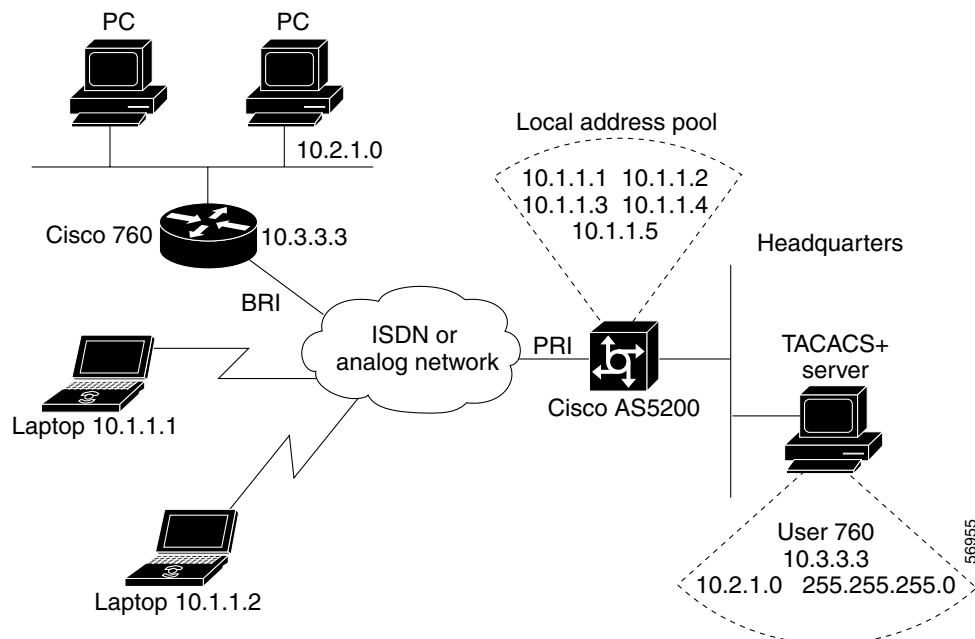 PC
PC
10.2.1.0
Cisco 760
10.3.3.3
BRI
ISDN or
analog network
PRI
Local address pool
10.1.1.1 10.1.1.2
10.1.1.3 10.1.1.4
10.1.1.5
Cisco AS5200
Headquarters
TACACS+
server
Laptop 10.1.1.1
Laptop 10.1.1.2
User 760
10.3.3.3
10.2.1.0 255.255.255.0
56955